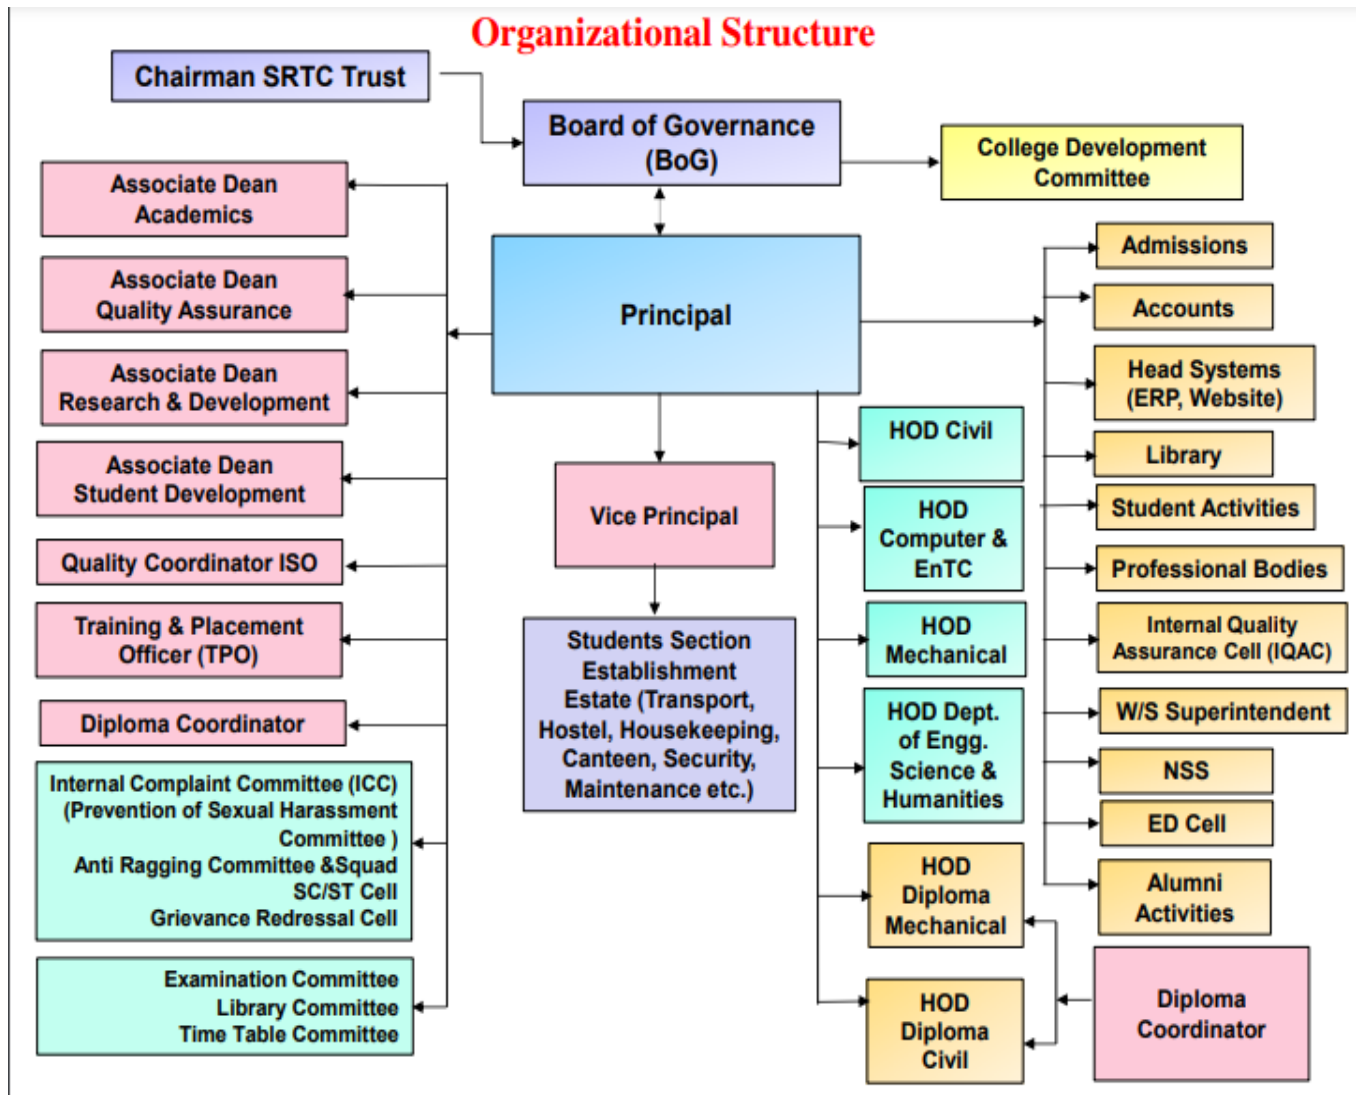 Organizational Structure
Chairman SRTC Trust
Board of Governance
(BoG)
College Development
Committee
Associate Dean
Academics
Associate Dean
Quality Assurance
Associate Dean
Research & Development
Associate Dean
Student Development
Quality Coordinator ISO
Training & Placement
Officer (TPO)
Diploma Coordinator
Internal Complaint Committee (ICC)
(Prevention of Sexual Harassment
Committee )
Anti Ragging Committee &Squad
SC/ST Cell
Grievance Redressal Cell
Examination Committee
Library Committee
Time Table Committee
Principal
Vice Principal
Students Section
Establishment
Estate (Transport,
Hostel, Housekeeping,
Canteen, Security,
Maintenance etc.)
HOD Civil
HOD
Computer &
EnTC
HOD
Mechanical
HOD Dept.
of Engg.
Science &
Humanities
HOD
Diploma
Mechanical
HOD
Diploma
Civil
Admissions
Accounts
Head Systems
(ERP, Website)
Library
Student Activities
Professional Bodies
Internal Quality
Assurance Cell (IQAC)
W/S Superintendent
NSS
ED Cell
Alumni
Activities
Diploma
Coordinator